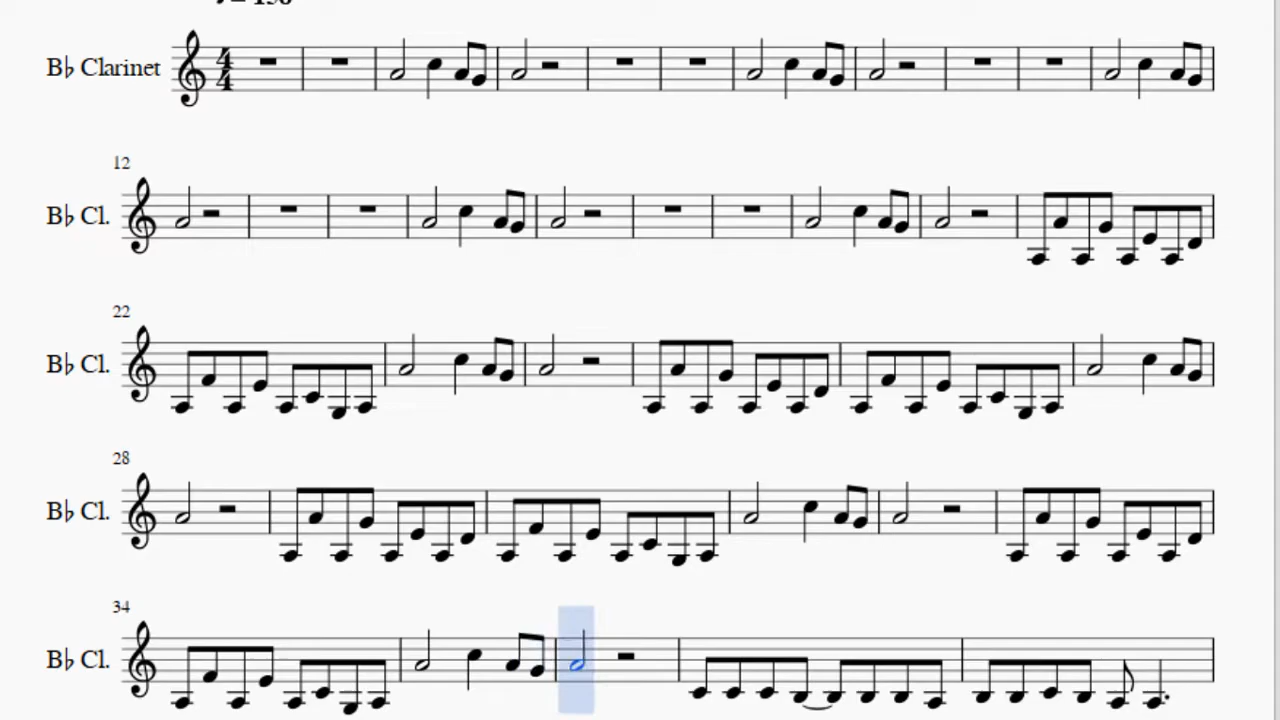 B♭ Clarinet
12
B♭ Cl.
22
B♭ Cl.
28
B♭ Cl.
34
B♭ Cl.